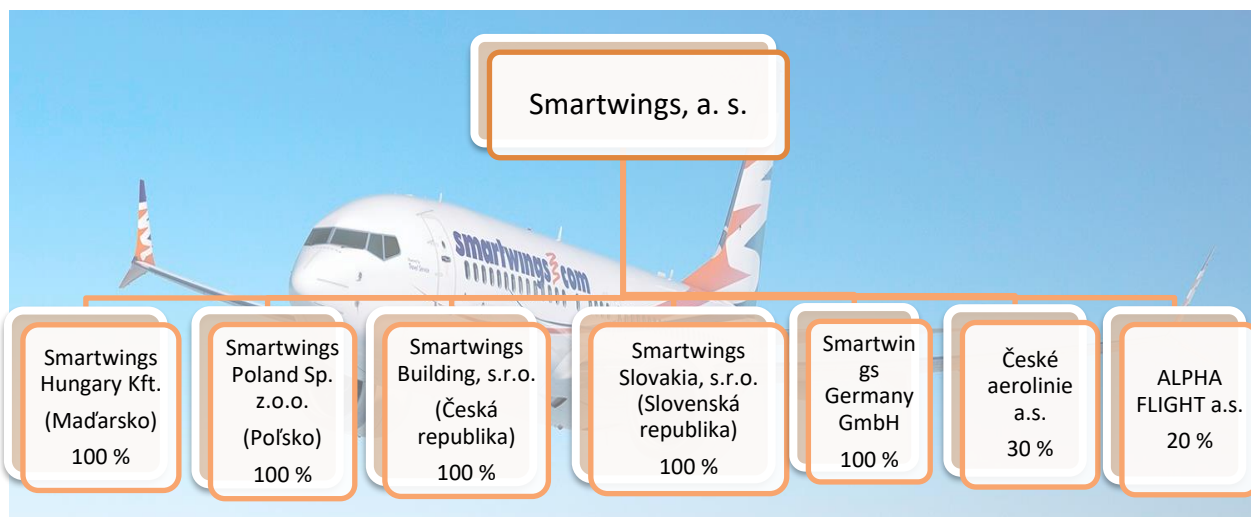 Smartwings, a. s.
smartwings.com
Smartwings
Hungary Kft.
(Maďarsko)
100 %
Smartwings
Poland Sp.
z.o.o.
(Poľsko)
100 %
Smartwings
Building, s.r.o.
(Česká
republika)
100 %
Smartwings
Slovakia, s.r.o.
(Slovenská
republika)
100 %
Smartwin
gs
Germany
GmbH
100 %
České
aerolinie
a.s.
30 %
ALPHA
FLIGHT a.s.
20 %